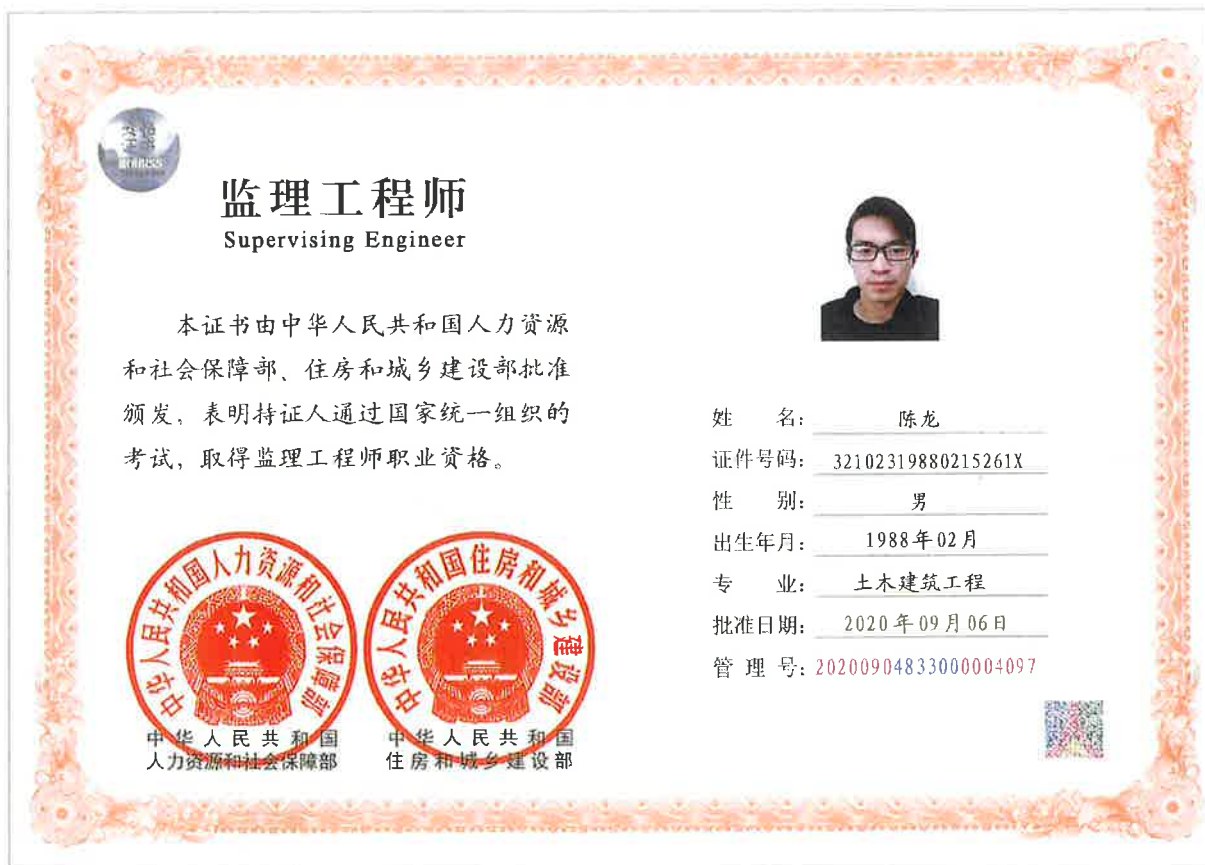 监理工程师
Supervising Engineer
本证书由中华人民共和国人力资源
和社会保障部、住房和城乡建设部批准
颁发，表明持证人通过国家统一组织的
考试，取得监理工程师职业资格。
姓 名：陈龙
证件号码：32102319880215261X
性 别：男
出生年月：1988年02月
专 业：土木建筑工程
批准日期：2020年09月06日
管 理 号：20200904833000004097
中华人民共和国人力资源和社会保障部
中华人民共和国住房和城乡建设部
中华人民共和国
人力资源和社会保障部
中华人民共和国
住房和城乡建设部